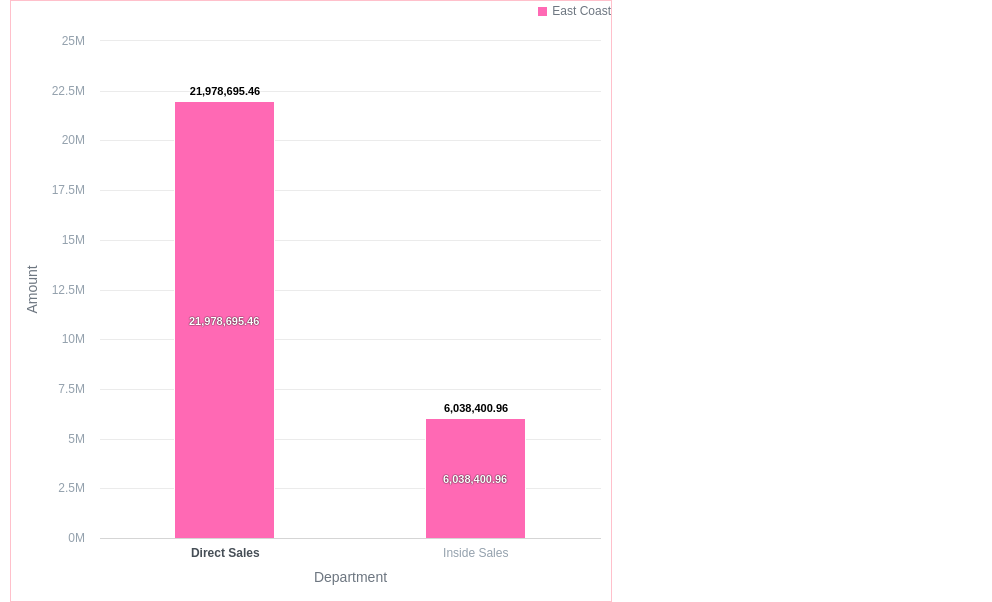 East Coast
25M
22.5M
21,978,695.46
20M
17.5M
15M
12.5M
Amount
21,978,695.46
10M
7.5M
6,038,400.96
5M
6,038,400.96
2.5M
0M
Direct Sales
Inside Sales
Department